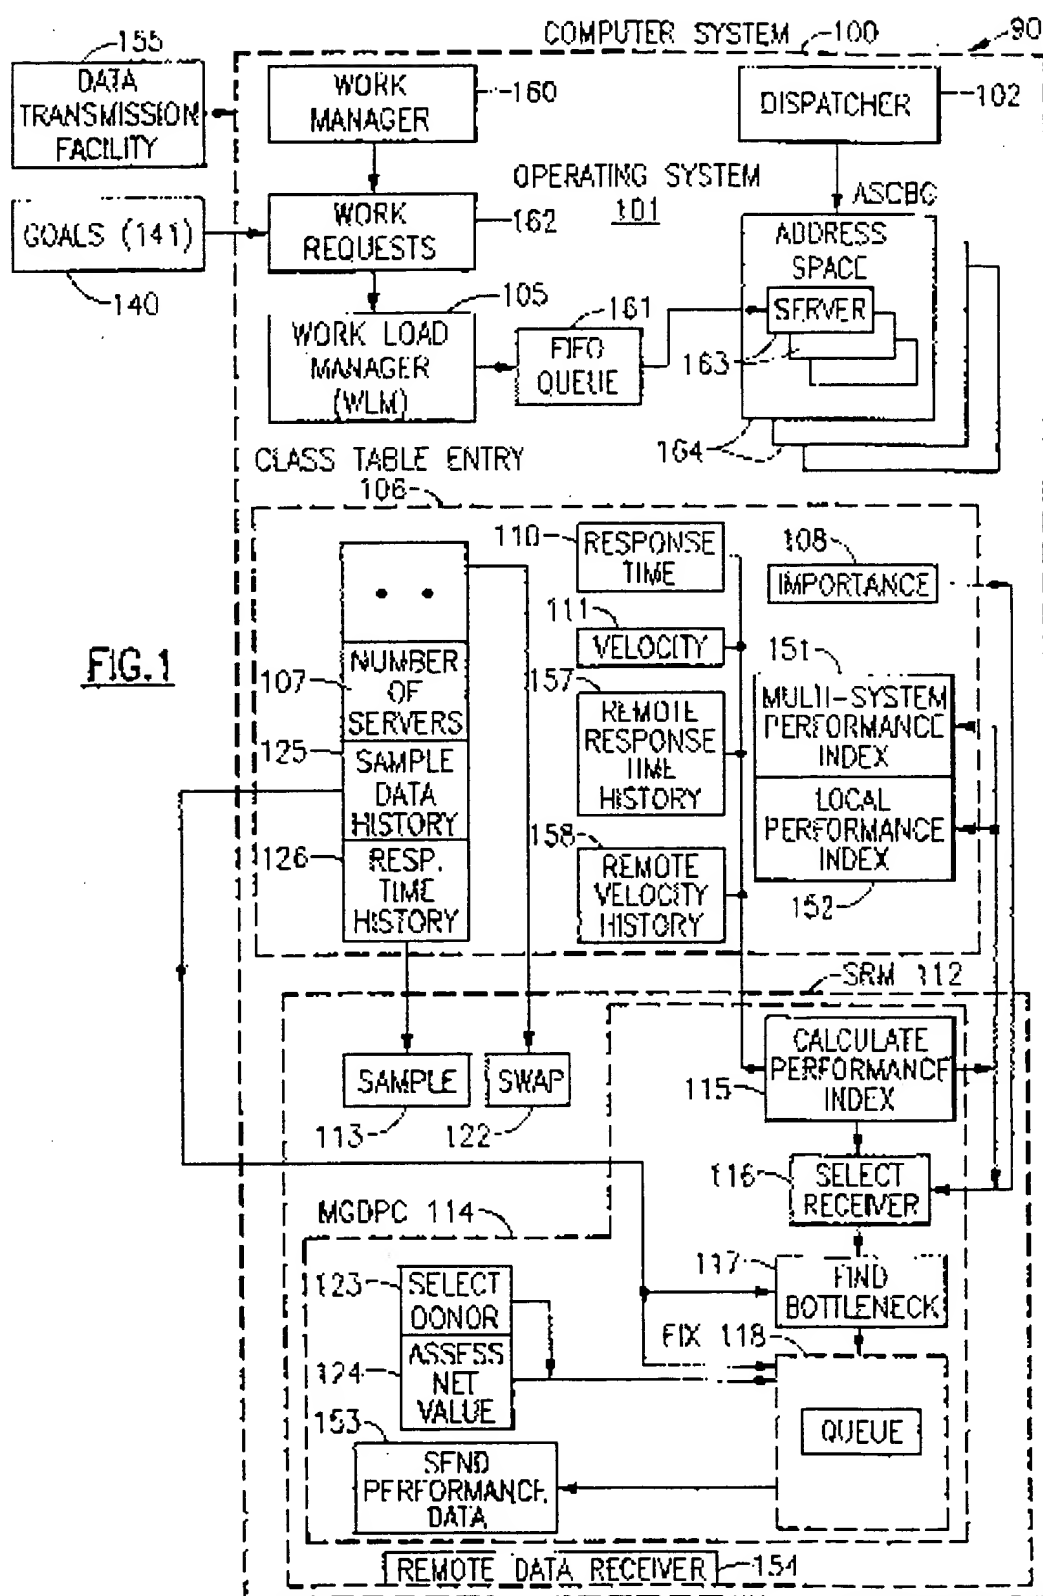 COMPUTER SYSTEM 100
90
155
DATA
TRANSMISSION
FACILITY
WORK
MANAGER
160
DISPATCHER
102
OPERATING SYSTEM
101
GOALS (141)
140
WORK
REQUESTS
162
ASCBC
ADDRESS
SPACE
SERVER
163
164
105
WORK LOAD
MANAGER
(WLM)
161
FIFO
QUEUE
CLASS TABLE ENTRY
106
110
RESPONSE
TIME
108
IMPORTANCE
111
VELOCITY
FIG.1
107
NUMBER
OF
SERVERS
157
REMOTE
RESPONSE
TIME
HISTORY
151
MULTI-SYSTEM
PERFORMANCE
INDEX
125
SAMPLE
DATA
HISTORY
LOCAL
PERFORMANCE
INDEX
152
126
RESP.
TIME
HISTORY
158
REMOTE
VELOCITY
HISTORY
SRM 112
SAMPLE
113
SWAP
122
CALCULATE
PERFORMANCE
INDEX
115
116
SELECT
RECEIVER
MGDPC 114
117
FIND
BOTTLENECK
123
SELECT
DONOR
FIX 118
124
ASSESS
NET
VALUE
QUEUE
153
SEND
PERFORMANCE
DATA
REMOTE DATA RECEIVER
154